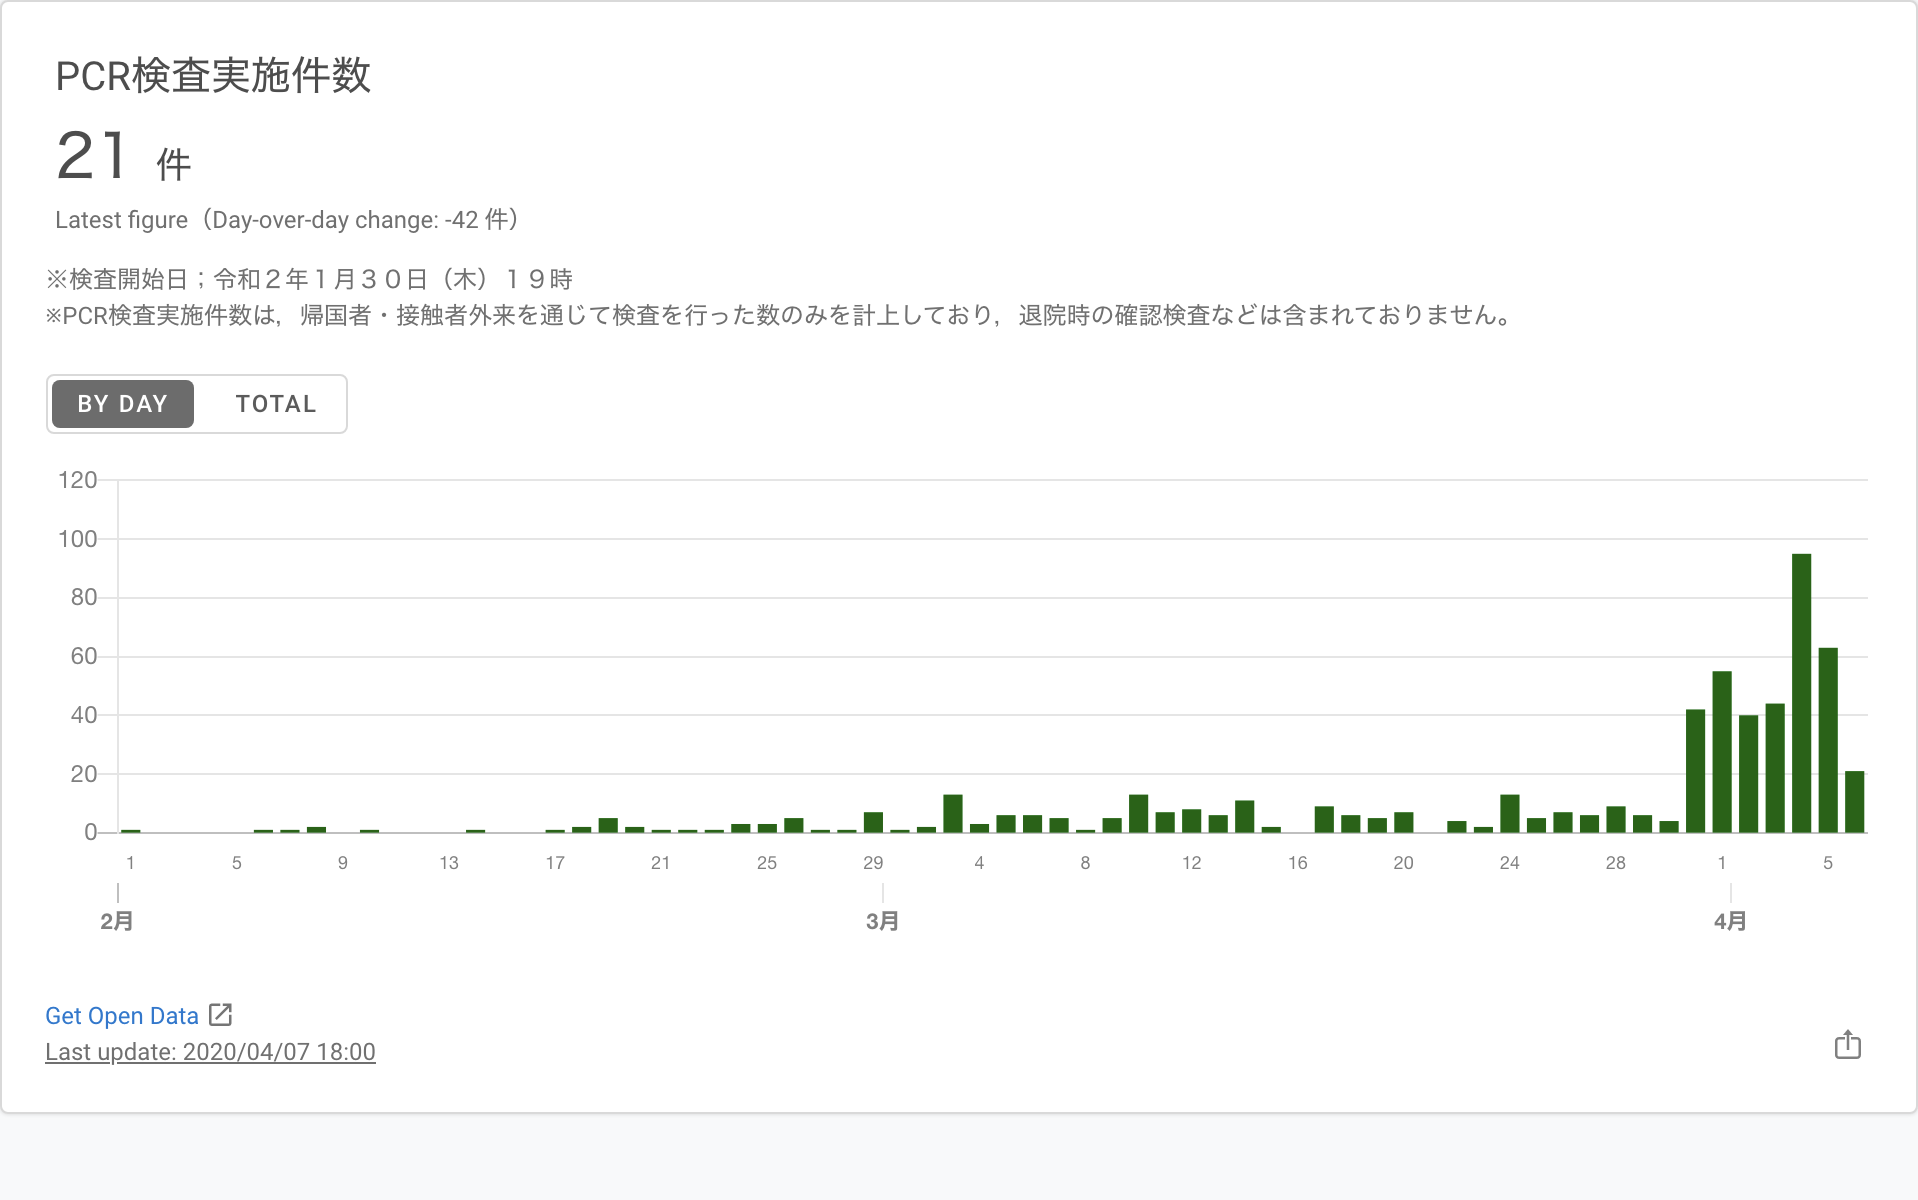 PCR検査実施件数
21 件
Latest figure（Day-over-day change: -42 件）
※検査開始日；令和２年１月３０日（木）１９時
※PCR検査実施件数は，帰国者・接触者外来を通じて検査を行った数のみを計上しており，退院時の確認検査などは含まれておりません。
BY DAY TOTAL
120
100
80
60
40
20
0
1 5 9 13 17 21 25 29 4 8 12 16 20 24 28 1 5
2月 3月 4月
Get Open Data
Last update: 2020/04/07 18:00